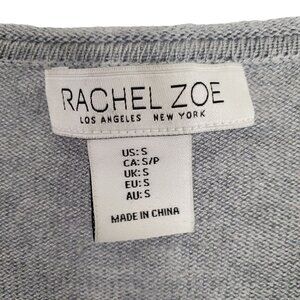 RACHEL ZOE
LOS ANGELES NEW YORK
US: S
CA: S/P
UK: S
EU: S
AU: S
MADE IN CHINA